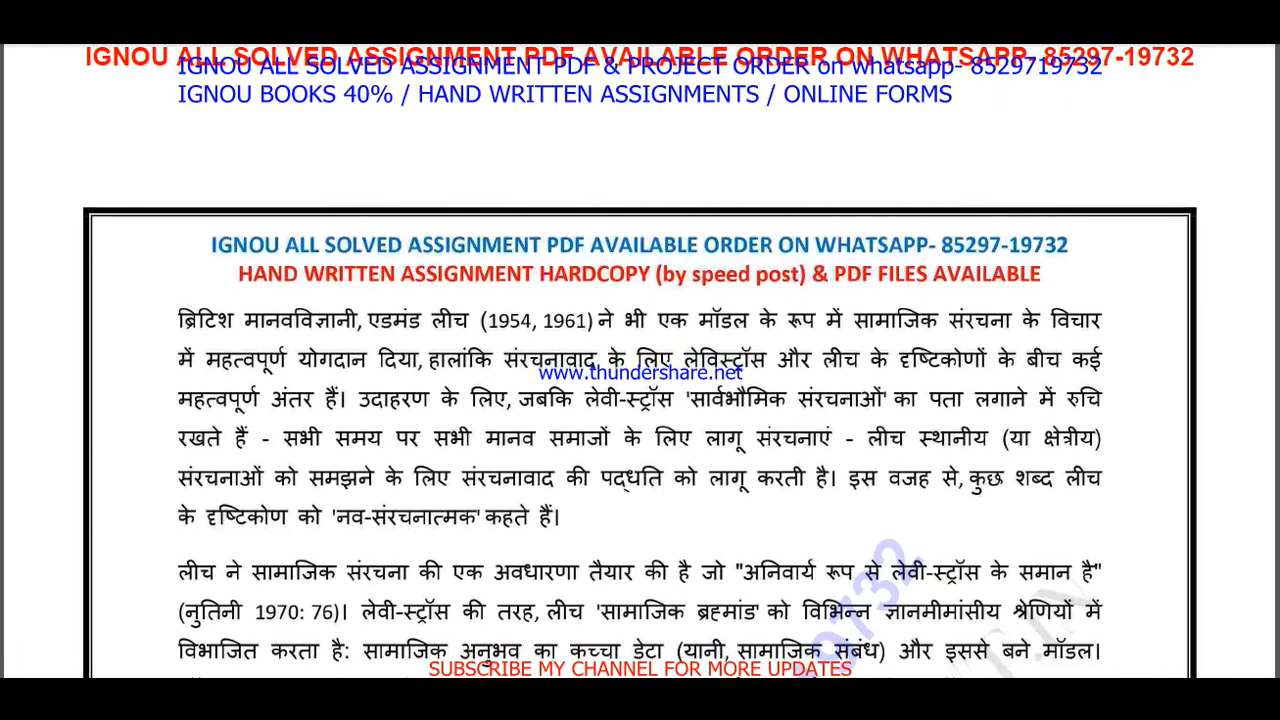 IGNOU ALL SOLVED ASSIGNMENT PDF AVAILABLE ORDER ON WHATSAPP- 85297-19732
IGNOU ALL SOLVED ASSIGNMENT PDF & PROJECT ORDER on whatsapp- 8529719732
IGNOU BOOKS 40% / HAND WRITTEN ASSIGNMENTS / ONLINE FORMS
IGNOU ALL SOLVED ASSIGNMENT PDF AVAILABLE ORDER ON WHATSAPP- 85297-19732
HAND WRITTEN ASSIGNMENT HARDCOPY (by speed post) & PDF FILES AVAILABLE
ब्रिटिश मानवविज्ञानी, एडमंड लीच (1954, 1961) ने भी एक मॉडल के रूप में सामाजिक संरचना के विचार
में महत्वपूर्ण योगदान दिया, हालांकि संरचनावाद के लिए लेविस्ट्रॉस और लीच के दृष्टिकोणों के बीच कई
www.thundershare.net
महत्वपूर्ण अंतर हैं। उदाहरण के लिए, जबकि लेवी-स्ट्रॉस 'सार्वभौमिक संरचनाओं' का पता लगाने में रुचि
रखते हैं - सभी समय पर सभी मानव समाजों के लिए लागू संरचनाएं - लीच स्थानीय (या क्षेत्रीय)
संरचनाओं को समझने के लिए संरचनावाद की पद्धति को लागू करती है। इस वजह से, कुछ शब्द लीच
के दृष्टिकोण को 'नव-संरचनात्मक' कहते हैं।
लीच ने सामाजिक संरचना की एक अवधारणा तैयार की है जो "अनिवार्य रूप से लेवी-स्ट्रॉस के समान है"
(नुतिनी 1970: 76)। लेवी-स्ट्रॉस की तरह, लीच 'सामाजिक ब्रह्मांड' को विभिन्न ज्ञानमीमांसीय श्रेणियों में
विभाजित करता है: सामाजिक अनुभव का कच्चा डेटा (यानी, सामाजिक संबंध) और इससे बने मॉडल।
SUBSCRIBE MY CHANNEL FOR MORE UPDATES